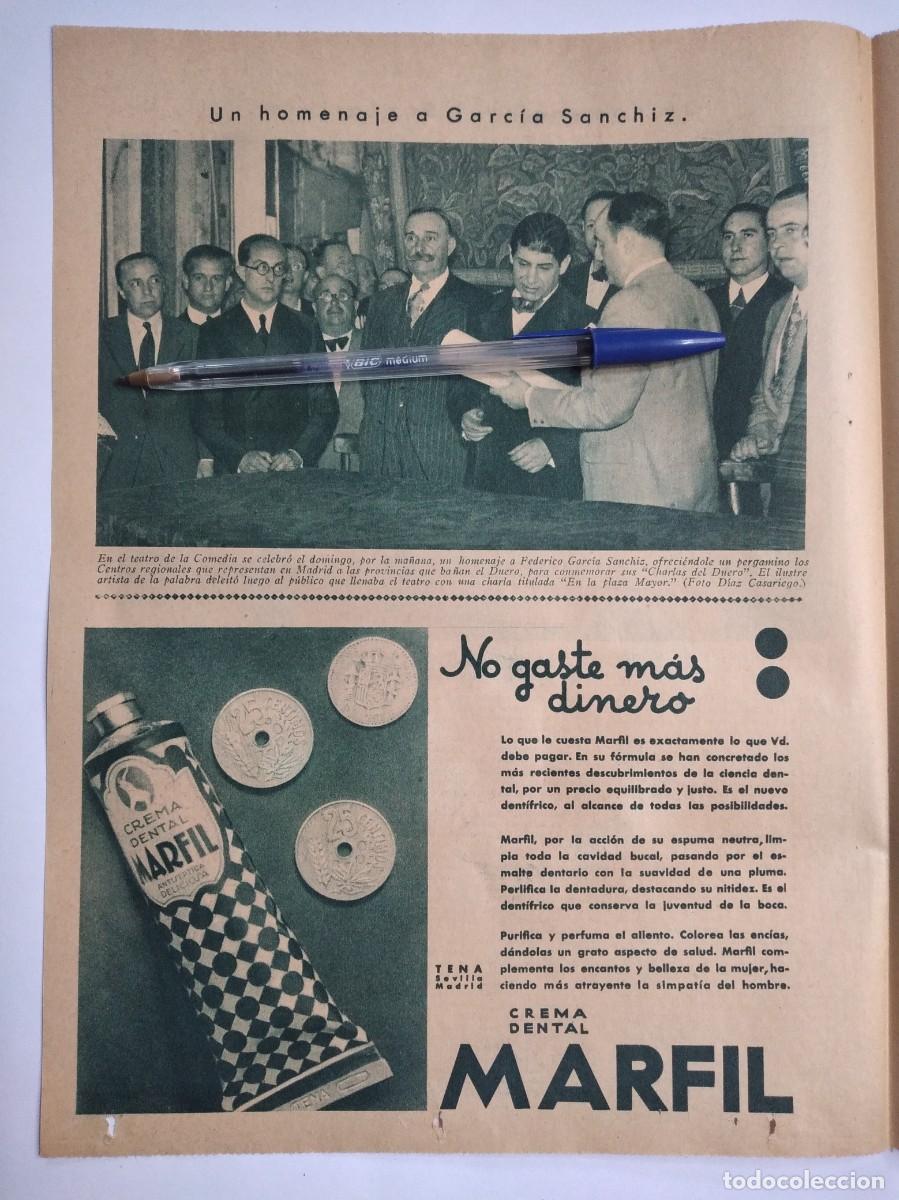 Un homenaje a García Sanchiz.
BIC medium
En el teatro de la Comedia se celebró el domingo, por la mañana, un homenaje a Federico García Sanchiz, ofreciéndole un pergamino los
Centros regionales que representan en Madrid a las provincias que bañan el Duero, para conmemorar sus "Charlas del Duero". El ilustre
artista de la palabra deleitó luego al público que llenaba el teatro con una charla titulada "En la plaza Mayor." (Foto Díaz Casariego.)
25 CENTIMOS
25 CENTIMOS
CREMA
DENTAL
MARFIL
ANTISEPTICA
DELICIOSA
TENA
No gaste más
dinero
Lo que le cuesta Marfil es exactamente lo que Vd.
debe pagar. En su fórmula se han concretado los
más recientes descubrimientos de la ciencia den-
tal, por un precio equilibrado y justo. Es el nuevo
dentífrico, al alcance de todas las posibilidades.
Marfil, por la acción de su espuma neutra, lim-
pia toda la cavidad bucal, pasando por el es-
malte dentario con la suavidad de una pluma.
Perlifica la dentadura, destacando su nitidez. Es el
dentífrico que conserva la juventud de la boca.
Purifica y perfuma el aliento. Colorea las encías,
dándolas un grato aspecto de salud. Marfil com-
plementa los encantos y belleza de la mujer, ha-
ciendo más atrayente la simpatía del hombre.
TENA
Sevilla
Madrid
CREMA
DENTAL
MARFIL
todocoleccion